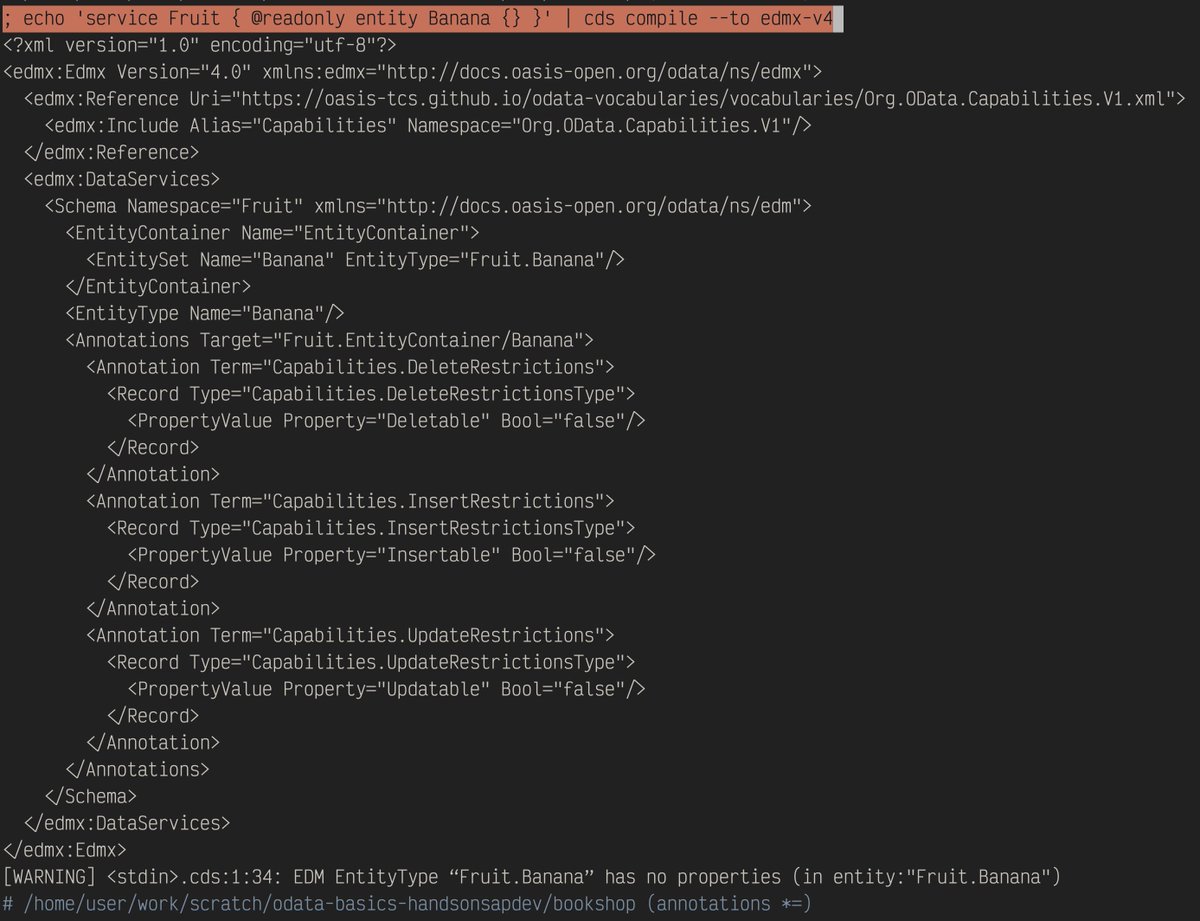 ; echo 'service Fruit { @readonly entity Banana {} }' | cds compile --to edmx-v4
<?xml version="1.0" encoding="utf-8"?>
<edmx:Edmx Version="4.0" xmlns:edmx="http://docs.oasis-open.org/odata/ns/edmx">
  <edmx:Reference Uri="https://oasis-tcs.github.io/odata-vocabularies/vocabularies/Org.OData.Capabilities.V1.xml">
    <edmx:Include Alias="Capabilities" Namespace="Org.OData.Capabilities.V1"/>
  </edmx:Reference>
  <edmx:DataServices>
    <Schema Namespace="Fruit" xmlns="http://docs.oasis-open.org/odata/ns/edm">
      <EntityContainer Name="EntityContainer">
        <EntitySet Name="Banana" EntityType="Fruit.Banana"/>
      </EntityContainer>
      <EntityType Name="Banana"/>
      <Annotations Target="Fruit.EntityContainer/Banana">
        <Annotation Term="Capabilities.DeleteRestrictions">
          <Record Type="Capabilities.DeleteRestrictionsType">
            <PropertyValue Property="Deletable" Bool="false"/>
          </Record>
        </Annotation>
        <Annotation Term="Capabilities.InsertRestrictions">
          <Record Type="Capabilities.InsertRestrictionsType">
            <PropertyValue Property="Insertable" Bool="false"/>
          </Record>
        </Annotation>
        <Annotation Term="Capabilities.UpdateRestrictions">
          <Record Type="Capabilities.UpdateRestrictionsType">
            <PropertyValue Property="Updatable" Bool="false"/>
          </Record>
        </Annotation>
      </Annotations>
    </Schema>
  </edmx:DataServices>
</edmx:Edmx>
[WARNING] <stdin>.cds:1:34: EDM EntityType “Fruit.Banana” has no properties (in entity:"Fruit.Banana")
# /home/user/work/scratch/odata-basics-handsonsapdev/bookshop (annotations *=)